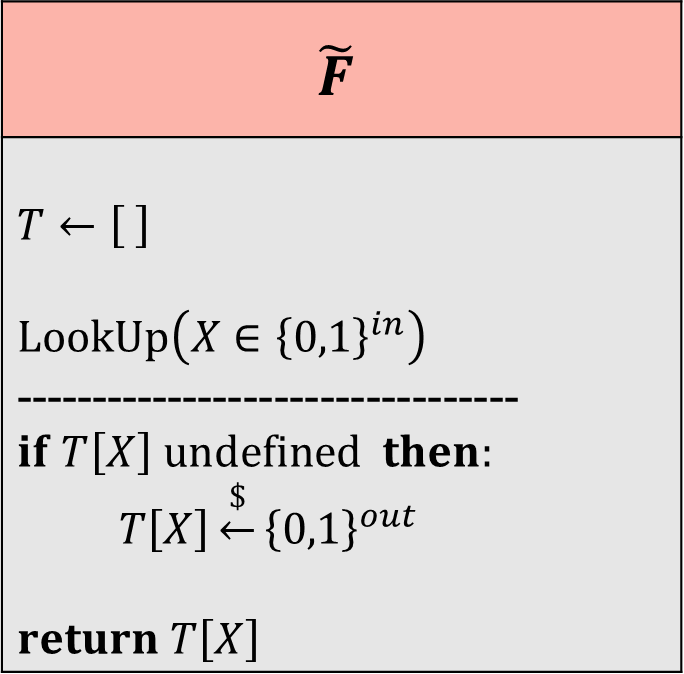 F̃
T ← [ ]
LookUp(X ∈ {0,1}^in)
---------------------------------
if T[X] undefined then:
T[X] ←^$ {0,1}^out
return T[X]